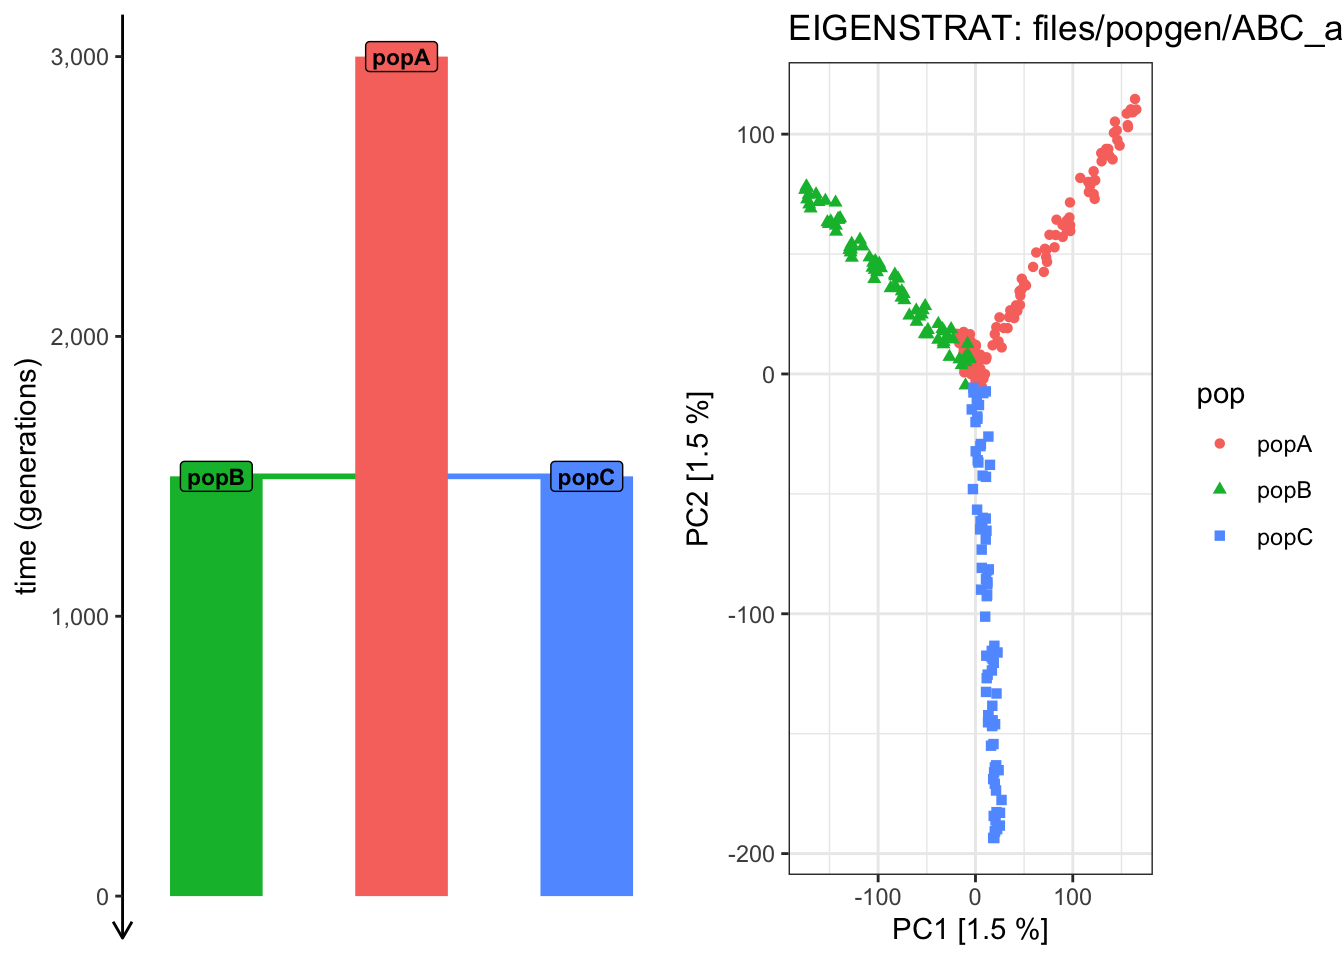 time (generations)
3,000
2,000
1,000
0
popA
popB
popC
EIGENSTRAT: files/popgen/ABC_a
PC2 [1.5 %]
100
0
-100
-200
-100
0
100
PC1 [1.5 %]
pop
popA
popB
popC